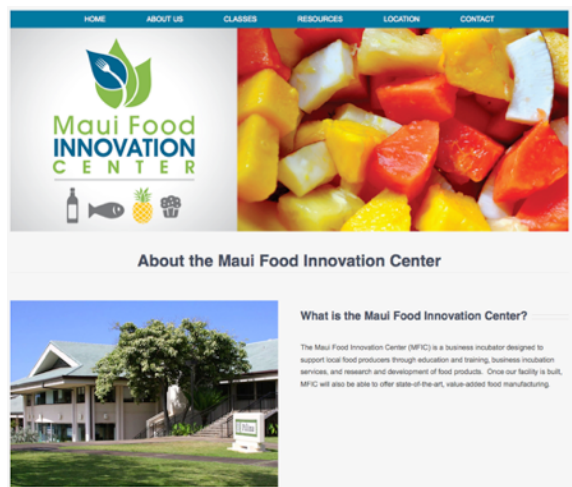 HOME ABOUT US CLASSES RESOURCES LOCATION CONTACT
Maui Food
INNOVATION
CENTER
About the Maui Food Innovation Center
What is the Maui Food Innovation Center?
The Maui Food Innovation Center (MFIC) is a business incubator designed to
support local food producers through education and training, business incubation
services, and research and development of food products. Once our facility is built,
MFIC will also be able to offer state-of-the-art, value-added food manufacturing.